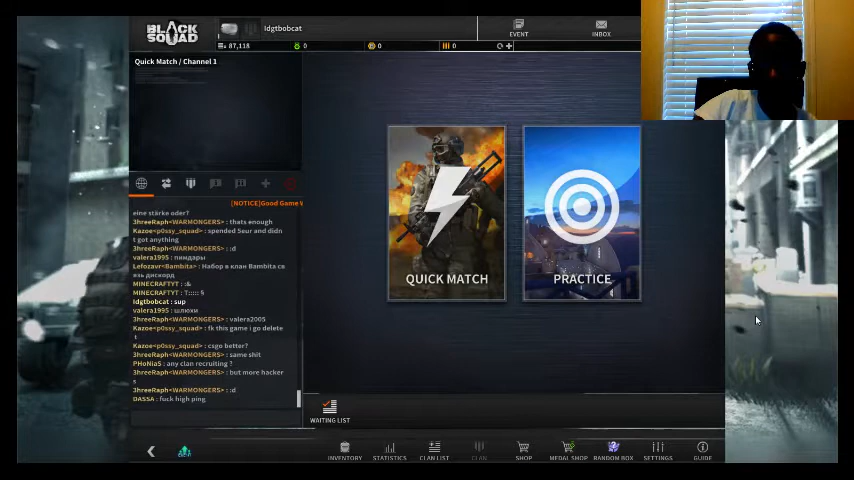 BLACK SQUAD
ldgtbobcat
EVENT
INBOX
87,118
0
0
0
Quick Match / Channel 1
[NOTICE]Good Game
eine stärke oder?
3hreeRaph<WARMONGERS> : thats enough
Kazoe<p0ssy_squad> : spended 5eur and didn
t got anything
3hreeRaph<WARMONGERS> : :d
valera1995 : пимдары
Lefozavr<Bambita> : Набор в клан Bambita св
язь дискорд
MINECRAFTYT : :&
MINECRAFTYT : T::::: §
ldgtbobcat : sup
valera1995 : шлюхи
3hreeRaph<WARMONGERS> : valera2005
Kazoe<p0ssy_squad> : fk this game i go delete
t
Kazoe<p0ssy_squad> : csgo better?
3hreeRaph<WARMONGERS> : same shit
PHoNiaS : any clan recruiting ?
3hreeRaph<WARMONGERS> : but more hacker
s
3hreeRaph<WARMONGERS> : :d
DASSA : fuck high ping
QUICK MATCH
PRACTICE
WAITING LIST
INVENTORY
STATISTICS
CLAN LIST
CLAN
SHOP
MEDAL SHOP
RANDOM BOX
SETTINGS
GUIDE